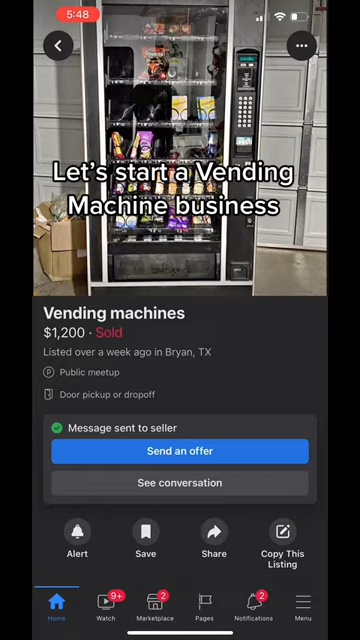 5:48
Let's start a Vending
Machine business
Vending machines
$1,200 · Sold
Listed over a week ago in Bryan, TX
Public meetup
Door pickup or dropoff
Message sent to seller
Send an offer
See conversation
Alert
Save
Share
Copy This
Listing
9+
2
2
Home
Watch
Marketplace
Pages
Notifications
Menu